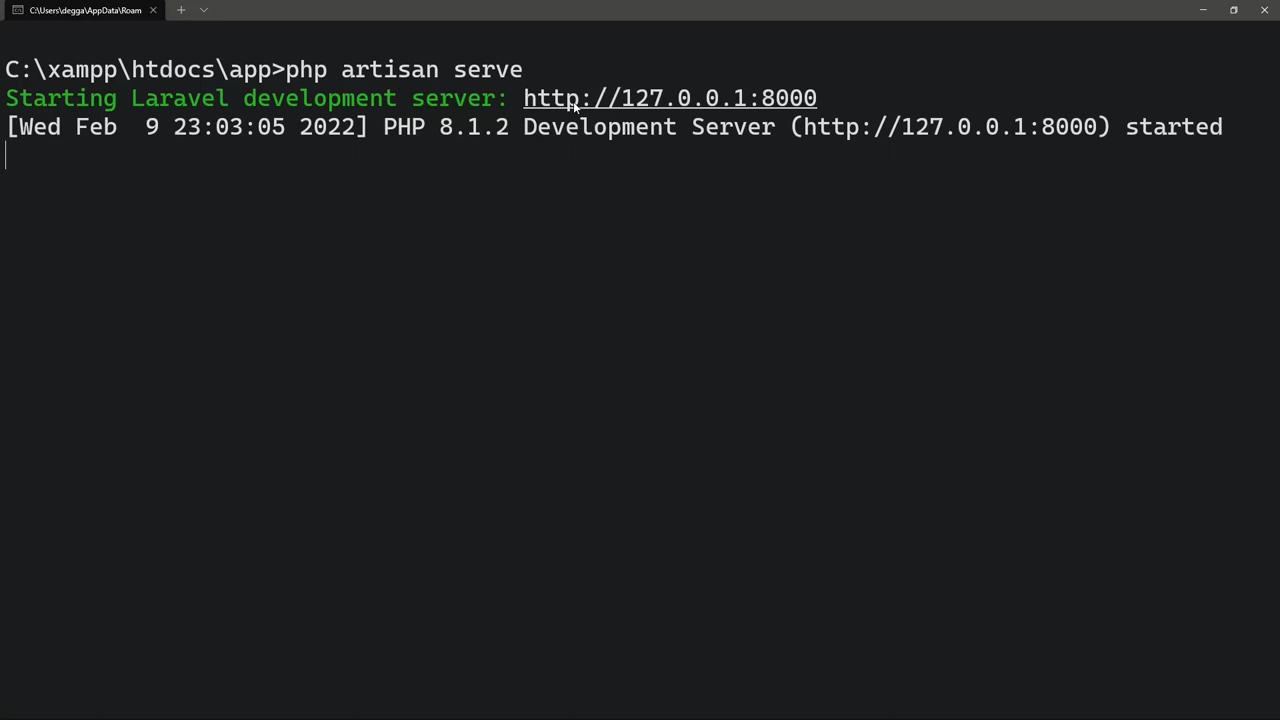 C:\Users\degga\AppData\Roam
C:\xampp\htdocs\app>php artisan serve
Starting Laravel development server: http://127.0.0.1:8000
[Wed Feb  9 23:03:05 2022] PHP 8.1.2 Development Server (http://127.0.0.1:8000) started